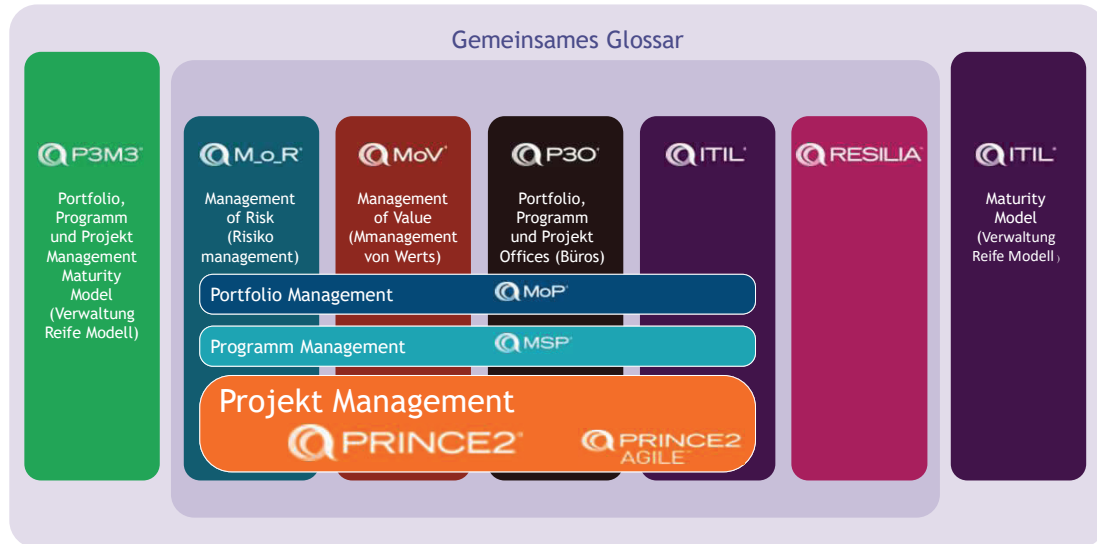 Gemeinsames Glossar
P3M3®
Portfolio,
Programm
und Projekt
Management
Maturity
Model
(Verwaltung
Reife Modell)
M_o_R®
Management
of Risk
(Risiko
management)
MoV®
Management
of Value
(Mmanagement
von Werts)
P3O®
Portfolio,
Programm
und Projekt
Offices (Büros)
ITIL®
RESILIA™
ITIL®
Maturity
Model
(Verwaltung
Reife Modell)
Portfolio Management
MoP®
Programm Management
MSP®
Projekt Management
PRINCE2®
PRINCE2
AGILE™